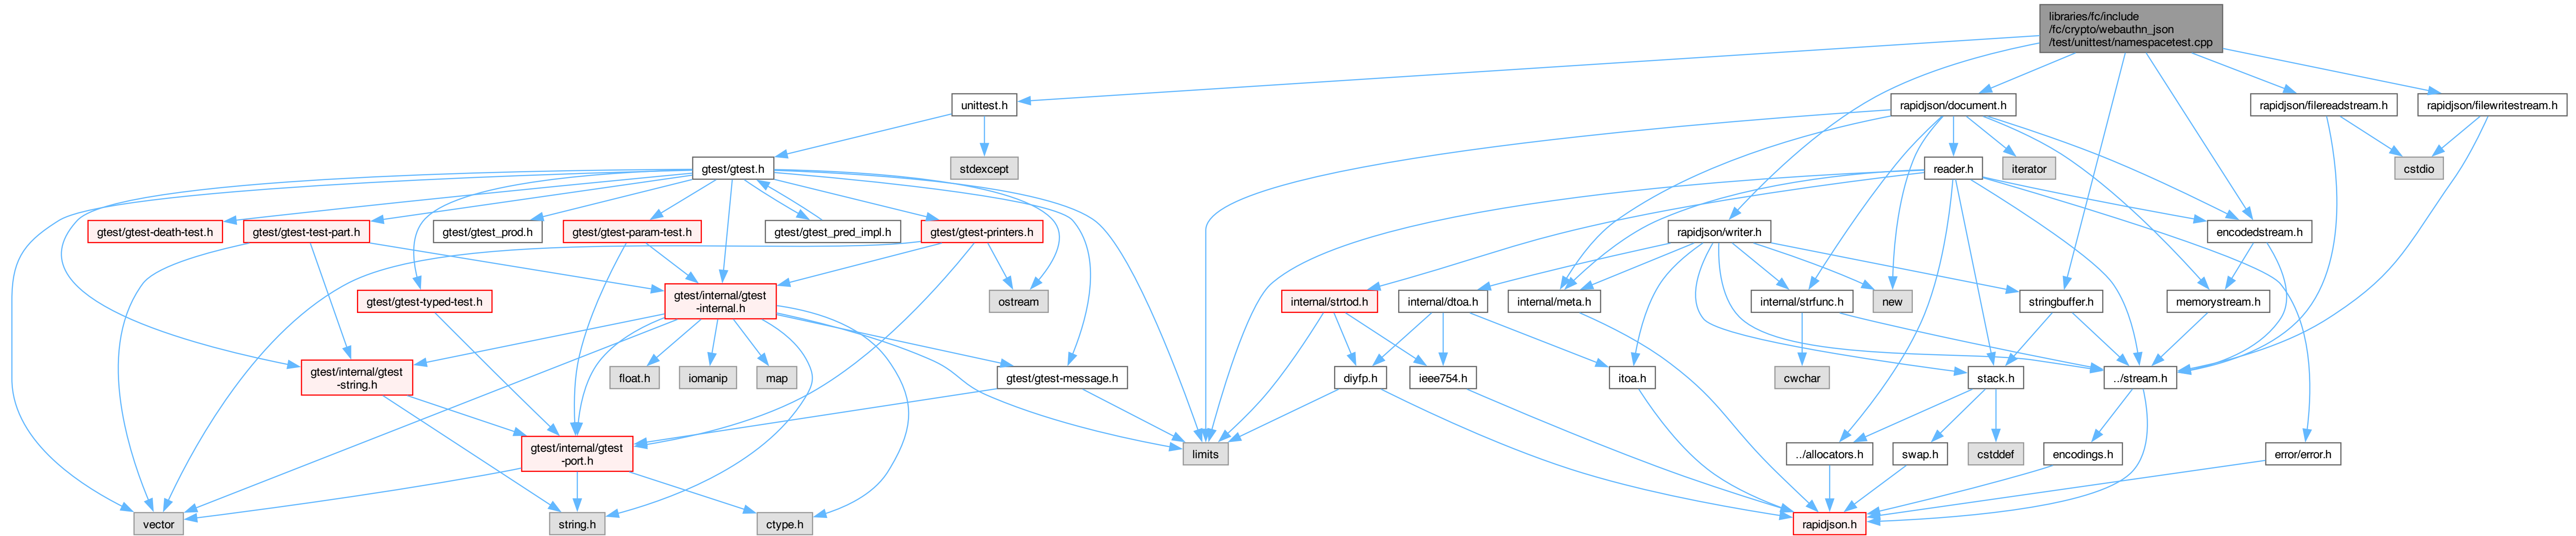 libraries/fc/include
/fc/crypto/webauthn_json
/test/unittest/namespacetest.cpp
unittest.h
rapidjson/document.h
rapidjson/filereadstream.h
rapidjson/filewritestream.h
gtest/gtest.h
stdexcept
reader.h
iterator
cstdio
gtest/gtest-death-test.h
gtest/gtest-test-part.h
gtest/gtest_prod.h
gtest/gtest-param-test.h
gtest/gtest_pred_impl.h
gtest/gtest-printers.h
rapidjson/writer.h
encodedstream.h
gtest/gtest-typed-test.h
gtest/internal/gtest
-internal.h
ostream
internal/strtod.h
internal/dtoa.h
internal/meta.h
internal/strfunc.h
new
stringbuffer.h
memorystream.h
gtest/internal/gtest
-string.h
float.h
iomanip
map
gtest/gtest-message.h
diyfp.h
ieee754.h
itoa.h
cwchar
stack.h
../stream.h
gtest/internal/gtest
-port.h
limits
../allocators.h
swap.h
cstddef
encodings.h
error/error.h
vector
string.h
ctype.h
rapidjson.h